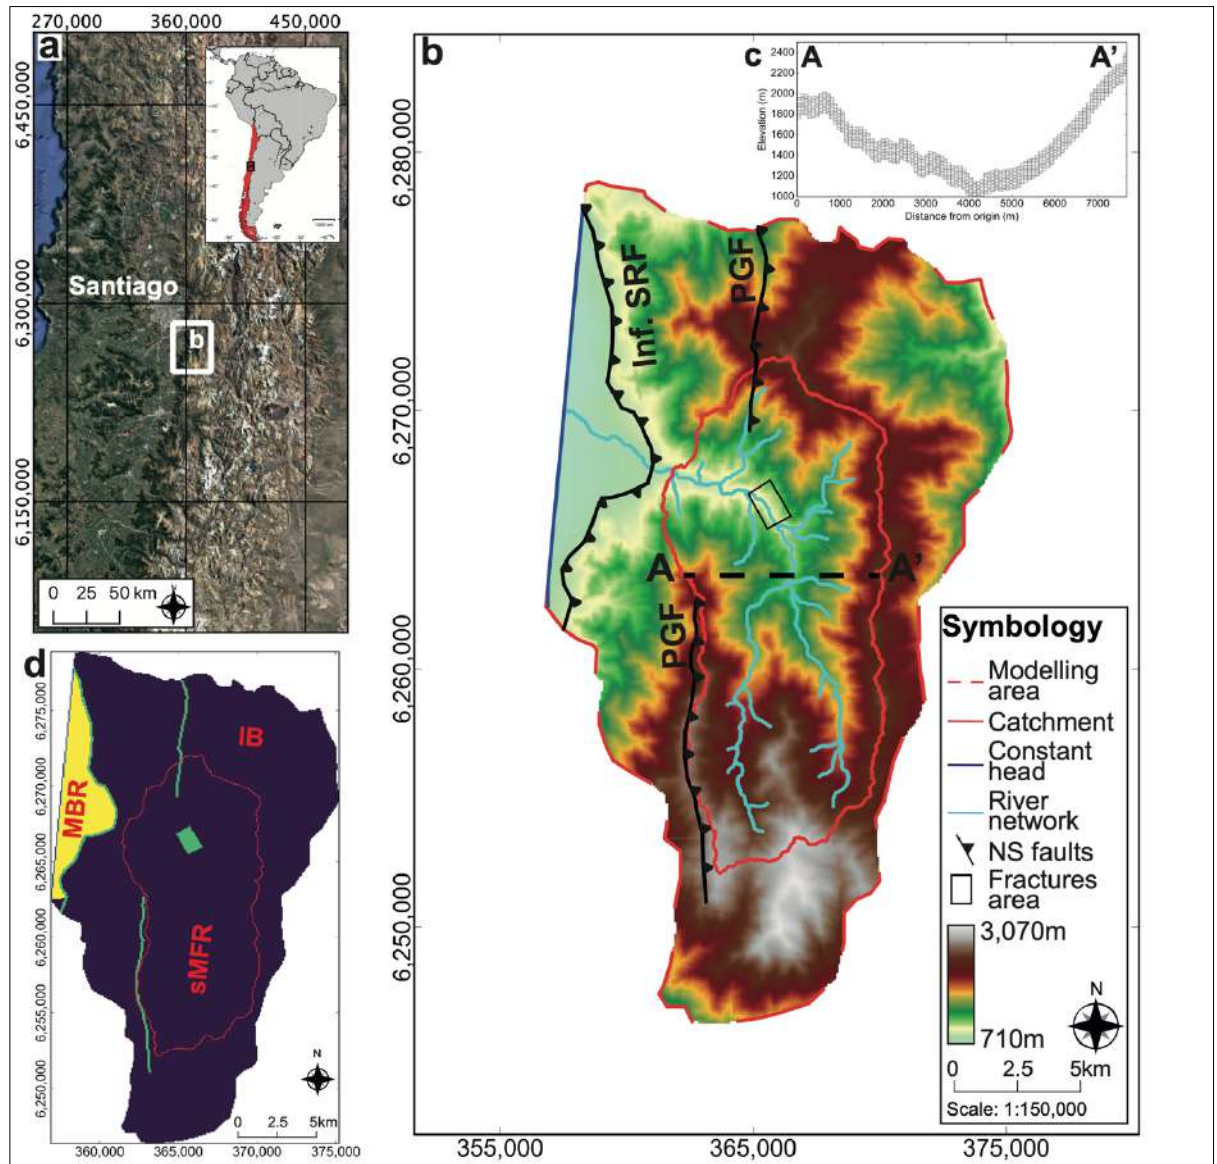 270,000 360,000 450,000
a
6,450,000
6,300,000
6,150,000
Santiago
b
0 25 50 km
N
b
c
A A'
2400
2200
2000
1800
1600
1400
1200
1000
Elevation (m)
0 1000 2000 3000 4000 5000 6000 7000
Distance from origin (m)
6,280,000
6,270,000
6,260,000
6,250,000
Inf. SRF
PGF
A A'
PGF
355,000 365,000 375,000
Symbology
Modelling
area
Catchment
Constant
head
River
network
NS faults
Fractures
area
3,070m
710m
N
0 2.5 5km
Scale: 1:150,000
d
6,275,000
6,270,000
6,265,000
6,260,000
6,255,000
6,250,000
IB
MBR
sMFR
N
0 2.5 5km
360,000 365,000 370,000 375,000